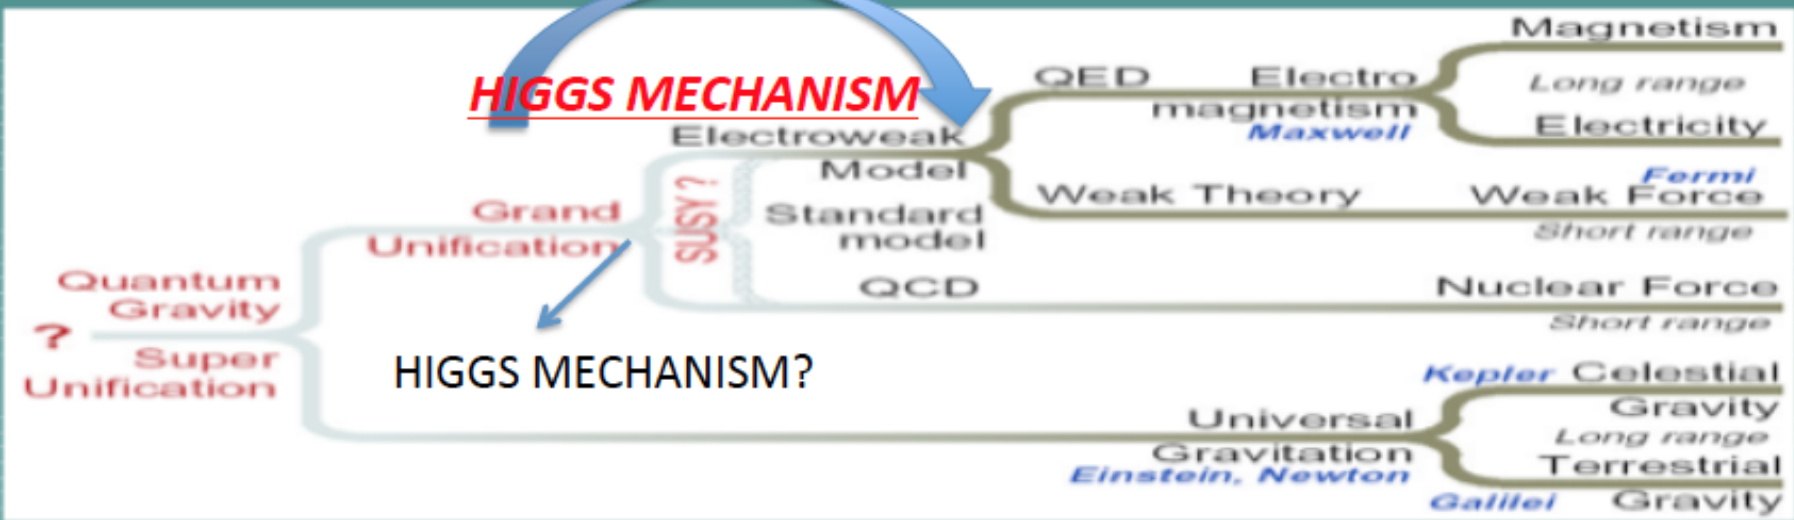 HIGGS MECHANISM
Magnetism
QED
Electro
magnetism
Maxwell
Long range
Electricity
Electroweak
Model
Fermi
Weak Theory
Weak Force
Short range
SUSY ?
Standard
model
Grand
Unification
QCD
Nuclear Force
Short range
Quantum
Gravity
?
Super
Unification
HIGGS MECHANISM?
Kepler Celestial
Gravity
Long range
Universal
Gravitation
Einstein, Newton
Terrestrial
Galilei Gravity